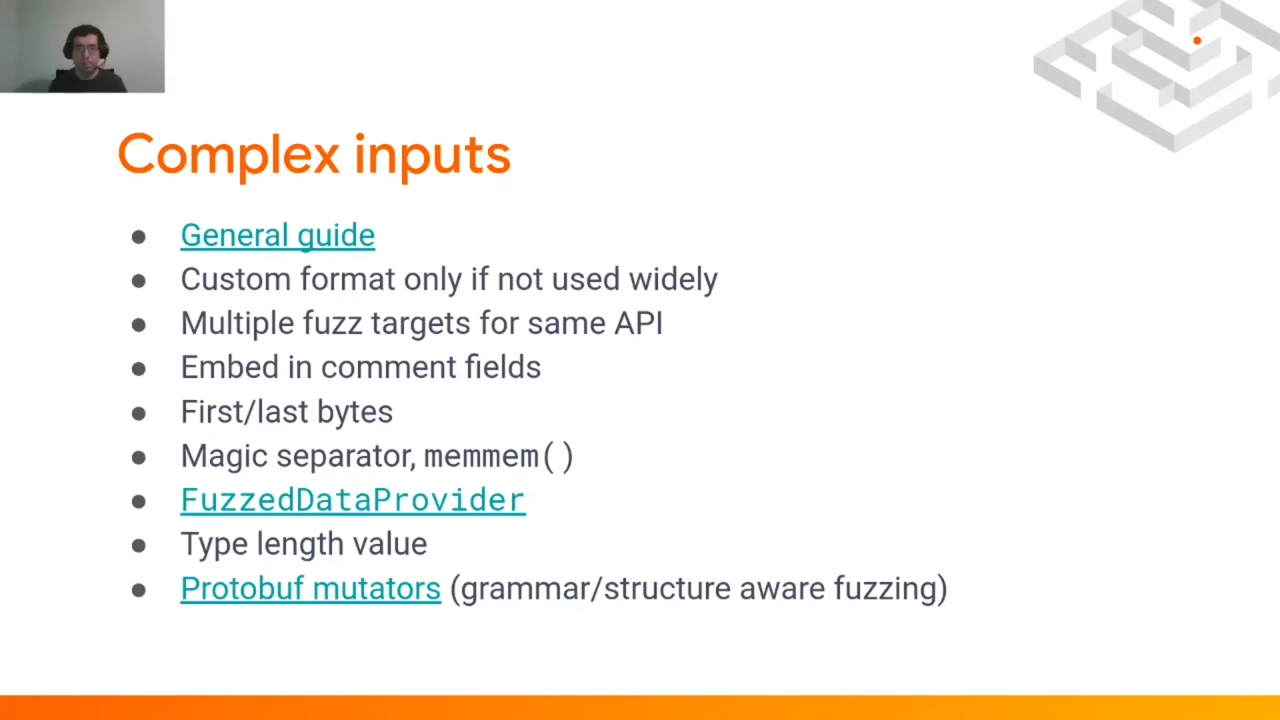 Complex inputs
● General guide
● Custom format only if not used widely
● Multiple fuzz targets for same API
● Embed in comment fields
● First/last bytes
● Magic separator, memmem()
● FuzzedDataProvider
● Type length value
● Protobuf mutators (grammar/structure aware fuzzing)